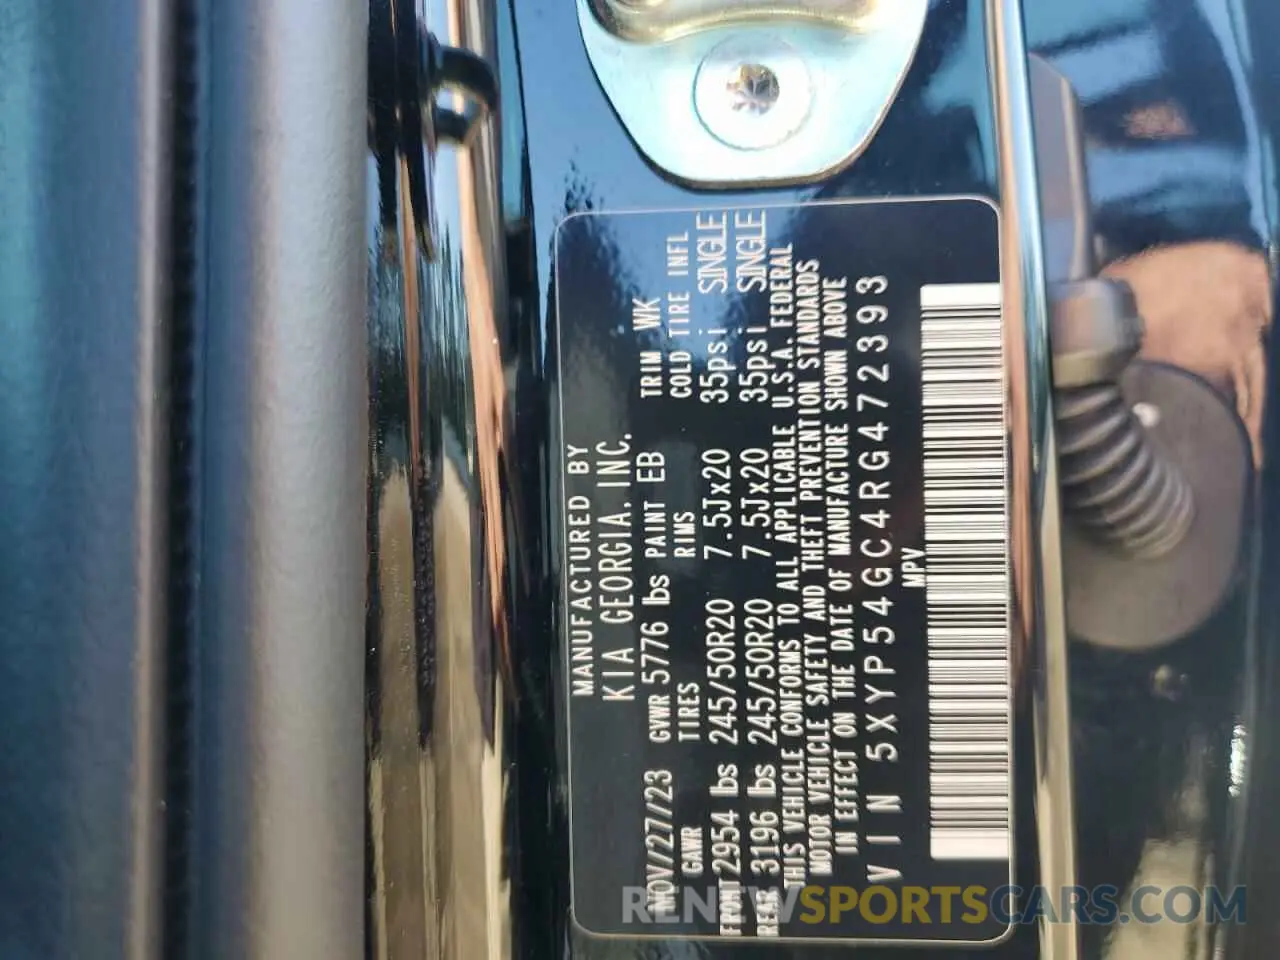 MANUFACTURED BY
KIA GEORGIA. INC.
NOV/27/23 GVWR 5776 lbs PAINT EB TRIM WK
GAWR TIRES RIMS COLD TIRE INFL
FRONT 2954 lbs 245/50R20 7.5Jx20 35psi SINGLE
REAR 3196 lbs 245/50R20 7.5Jx20 35psi SINGLE
THIS VEHICLE CONFORMS TO ALL APPLICABLE U.S.A. FEDERAL
MOTOR VEHICLE SAFETY AND THEFT PREVENTION STANDARDS
IN EFFECT ON THE DATE OF MANUFACTURE SHOWN ABOVE
VIN 5XYP54GC4RG472393
MPV
RENEWSPORTSCARS.COM